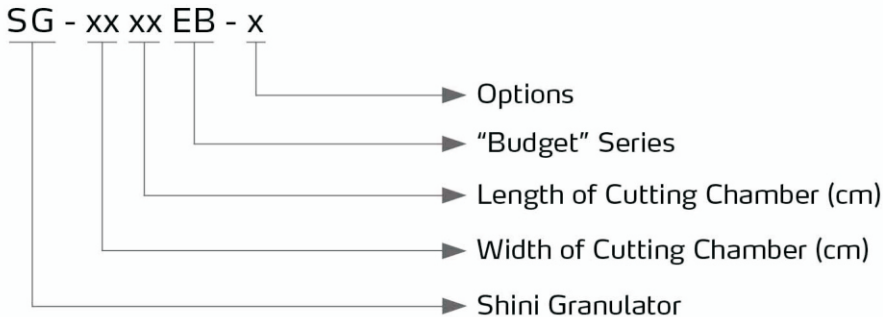 SG - xx xx EB - x
Options
“Budget” Series
Length of Cutting Chamber (cm)
Width of Cutting Chamber (cm)
Shini Granulator